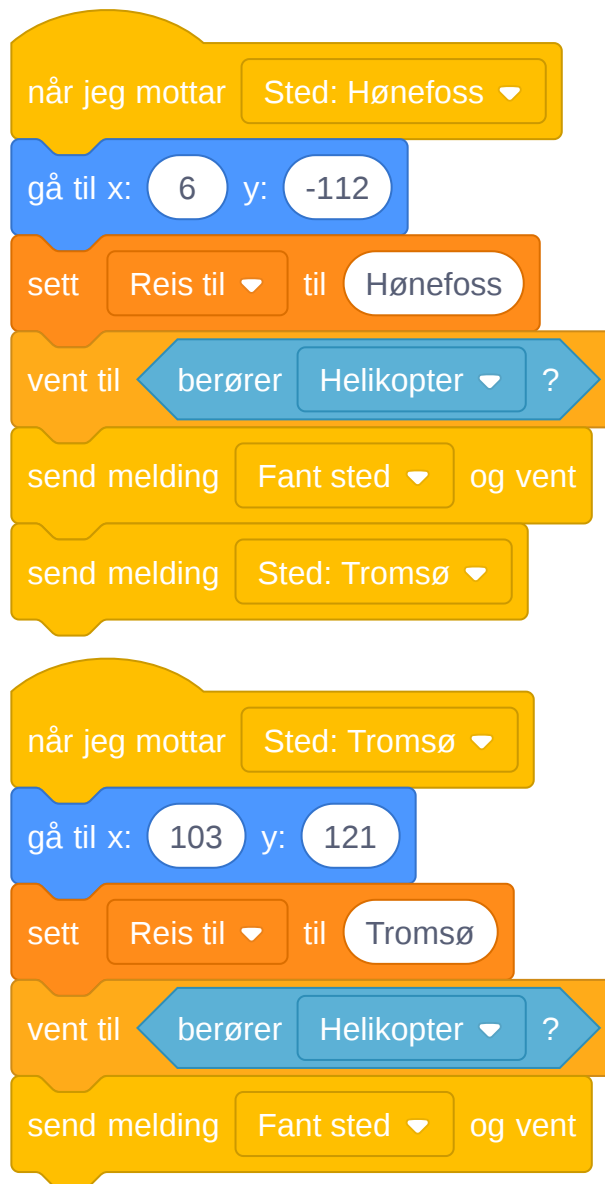 når jeg mottar Sted: Hønefoss
gå til x: 6 y: -112
sett Reis til til Hønefoss
vent til berører Helikopter ?
send melding Fant sted og vent
send melding Sted: Tromsø
når jeg mottar Sted: Tromsø
gå til x: 103 y: 121
sett Reis til til Tromsø
vent til berører Helikopter ?
send melding Fant sted og vent